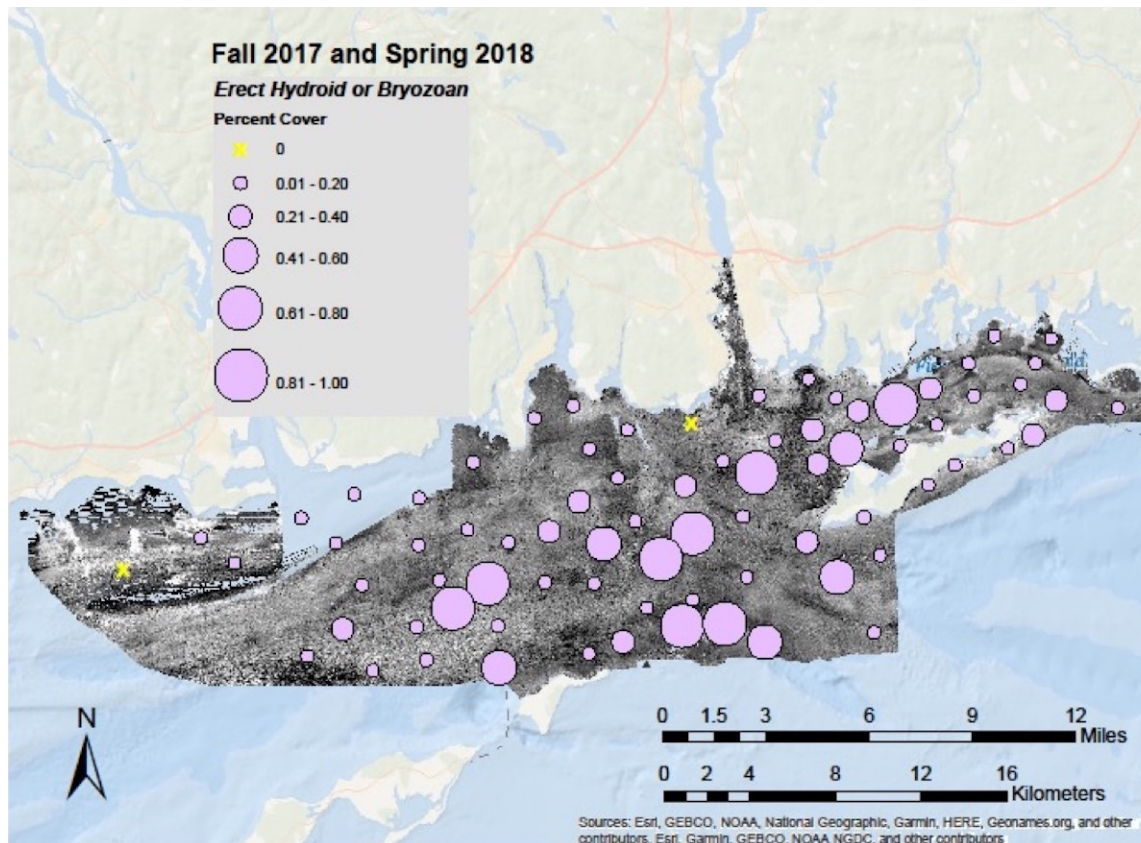 Fall 2017 and Spring 2018
Erect Hydroid or Bryozoan
Percent Cover
0
0.01 - 0.20
0.21 - 0.40
0.41 - 0.60
0.61 - 0.80
0.81 - 1.00
N
0 1.5 3 6 9 12
Miles
0 2 4 8 12 16
Kilometers
Sources: Esri, GEBCO, NOAA, National Geographic, Garmin, HERE, Geonames.org, and other
contributors, Esri, Garmin, GEBCO, NOAA NGDC, and other contributors